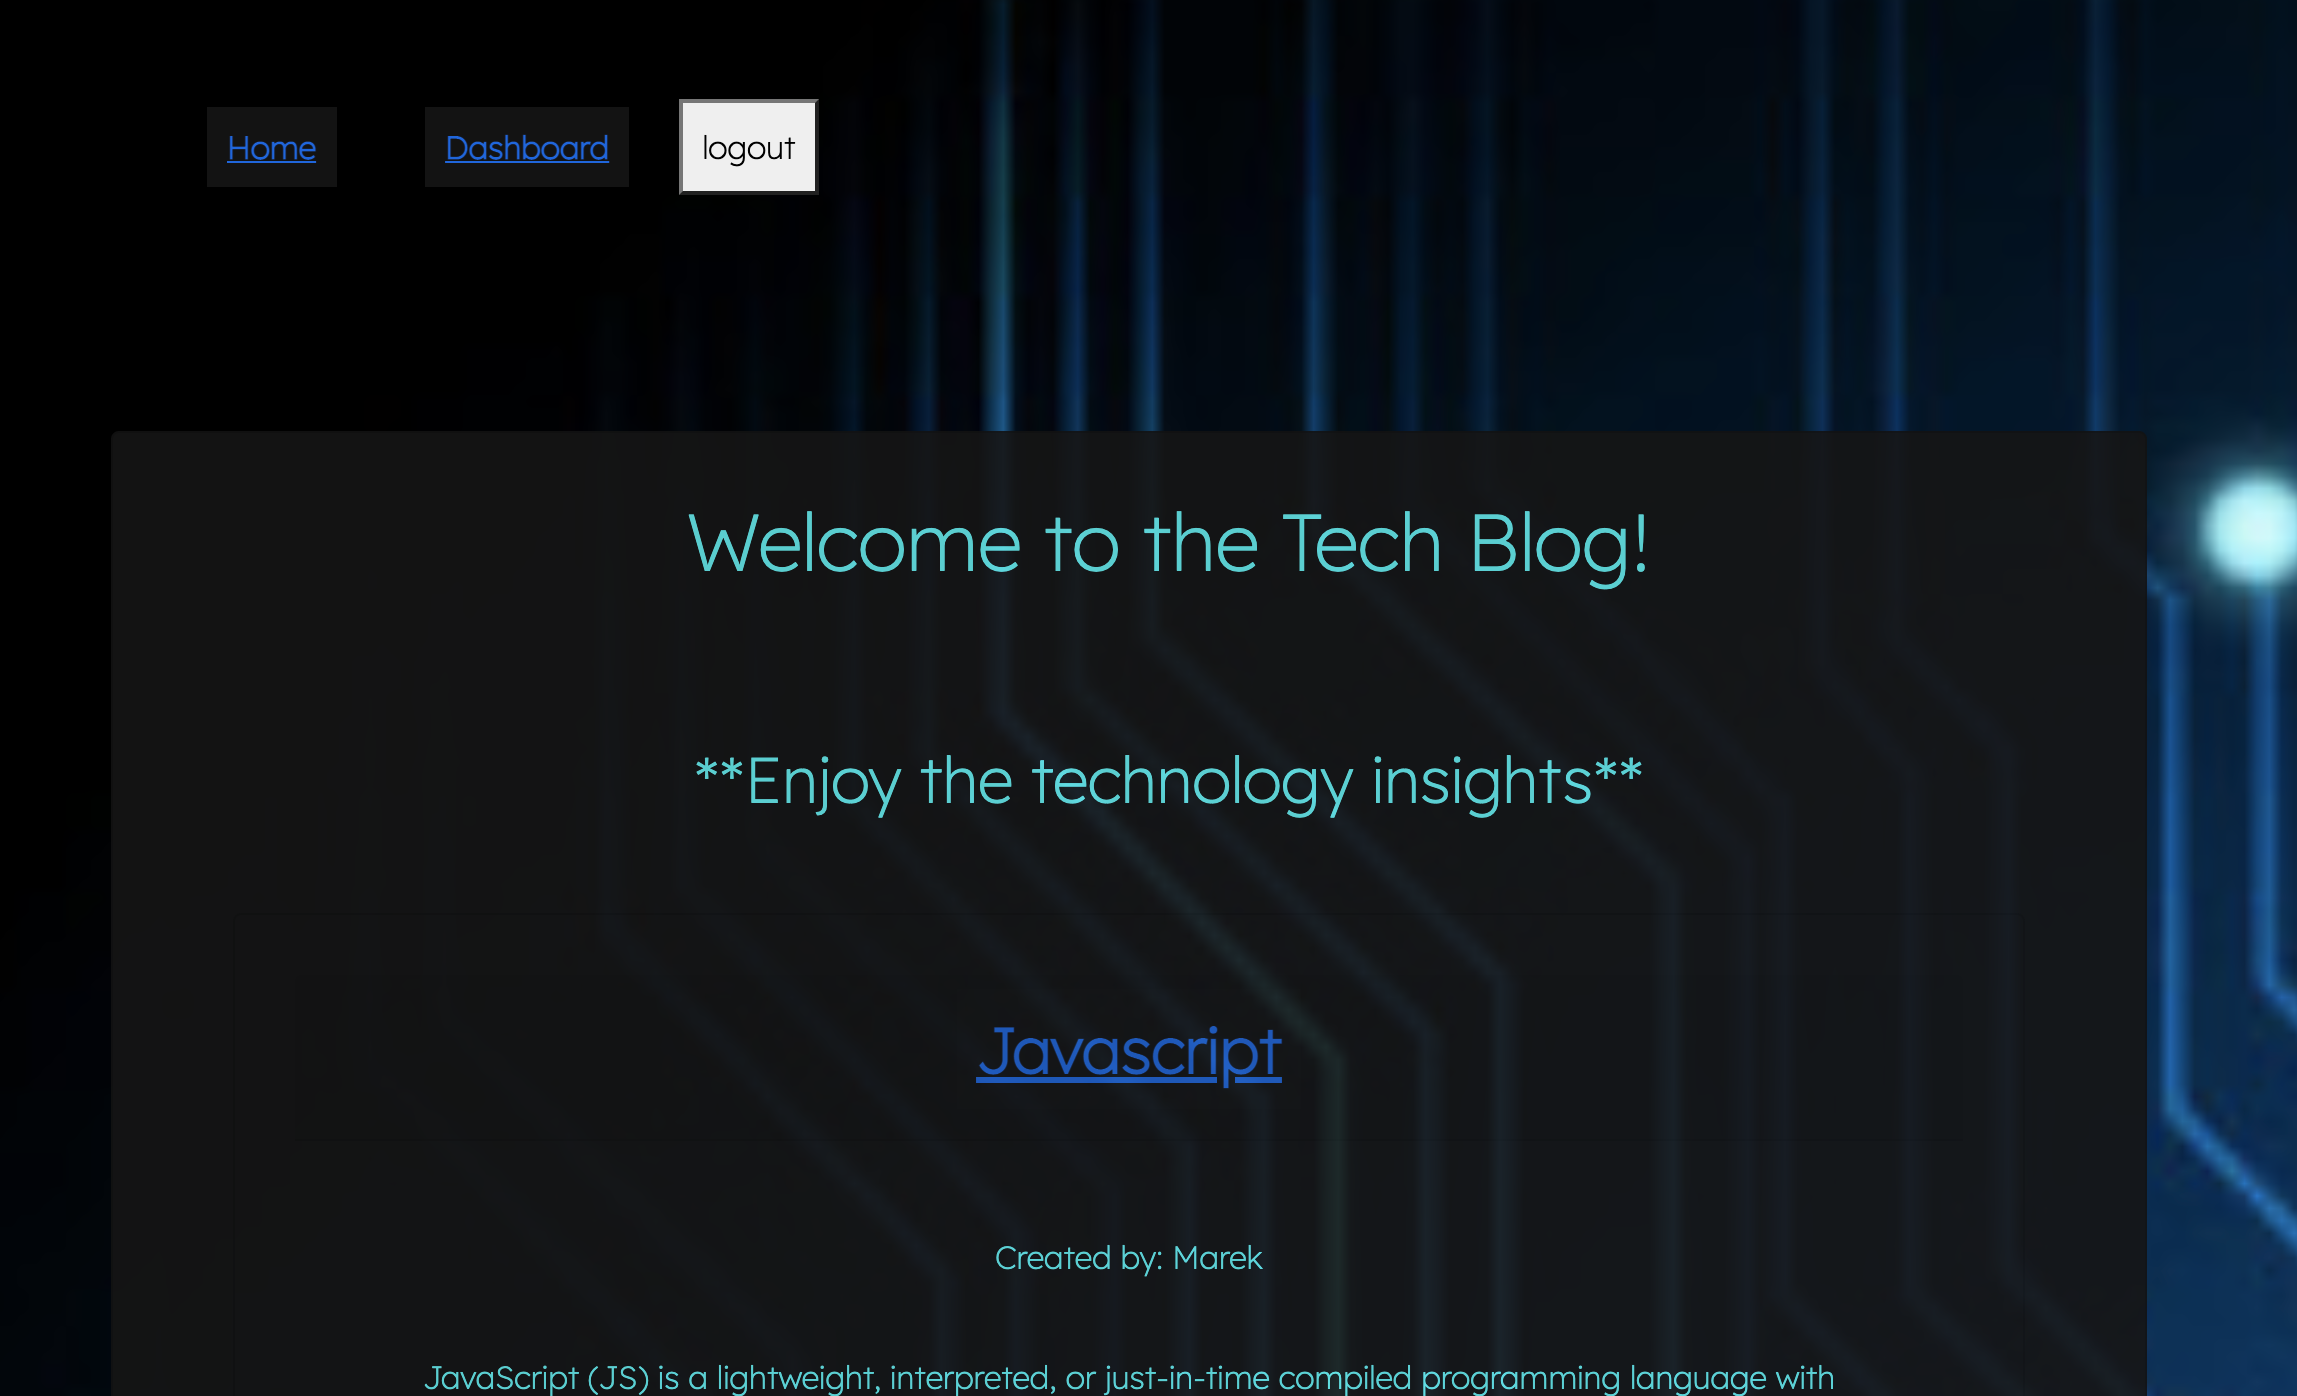 Home Dashboard logout
Welcome to the Tech Blog!
**Enjoy the technology insights**
Javascript
Created by: Marek
JavaScript (JS) is a lightweight, interpreted, or just-in-time compiled programming language with